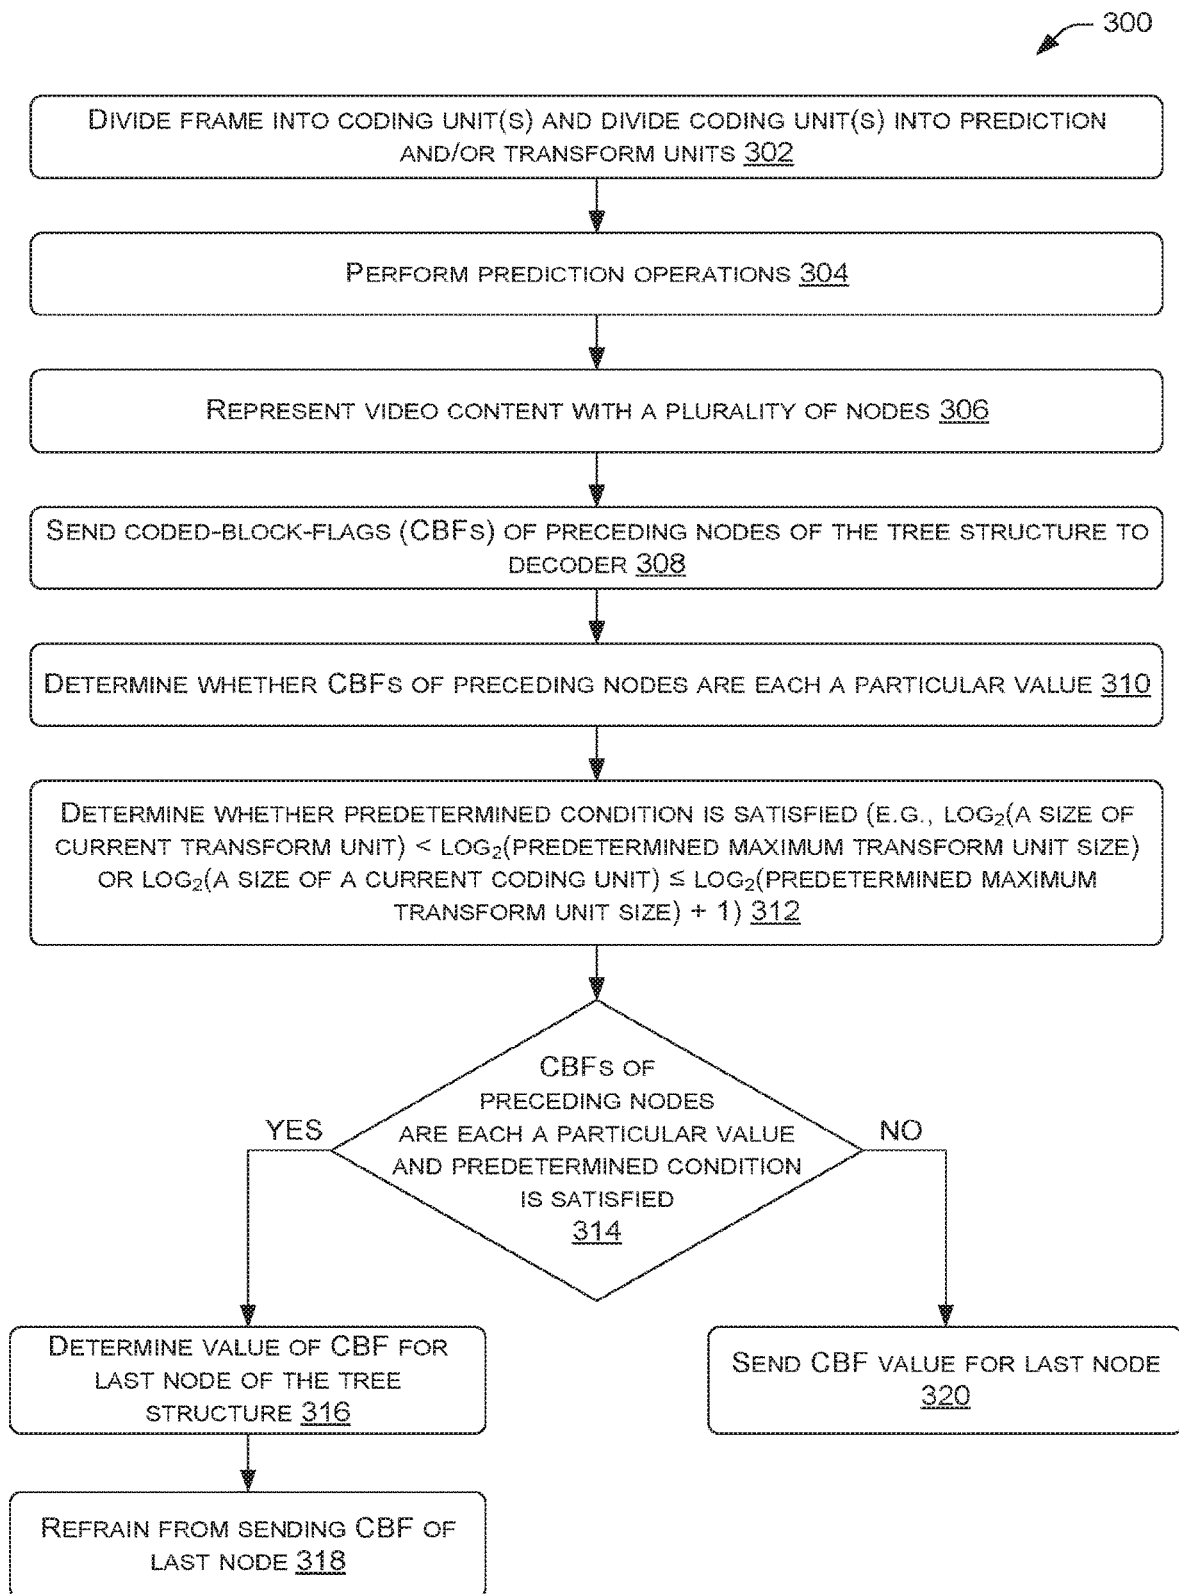 300
DIVIDE FRAME INTO CODING UNIT(S) AND DIVIDE CODING UNIT(S) INTO PREDICTION
AND/OR TRANSFORM UNITS 302
PERFORM PREDICTION OPERATIONS 304
REPRESENT VIDEO CONTENT WITH A PLURALITY OF NODES 306
SEND CODED-BLOCK-FLAGS (CBFS) OF PRECEDING NODES OF THE TREE STRUCTURE TO
DECODER 308
DETERMINE WHETHER CBFS OF PRECEDING NODES ARE EACH A PARTICULAR VALUE 310
DETERMINE WHETHER PREDETERMINED CONDITION IS SATISFIED (E.G., LOG₂(A SIZE OF
CURRENT TRANSFORM UNIT) < LOG₂(PREDETERMINED MAXIMUM TRANSFORM UNIT SIZE)
OR LOG₂(A SIZE OF A CURRENT CODING UNIT) ≤ LOG₂(PREDETERMINED MAXIMUM
TRANSFORM UNIT SIZE) + 1) 312
CBFS OF
PRECEDING NODES
ARE EACH A PARTICULAR VALUE
AND PREDETERMINED CONDITION
IS SATISFIED
314
YES
NO
DETERMINE VALUE OF CBF FOR
LAST NODE OF THE TREE
STRUCTURE 316
SEND CBF VALUE FOR LAST NODE
320
REFRAIN FROM SENDING CBF OF
LAST NODE 318